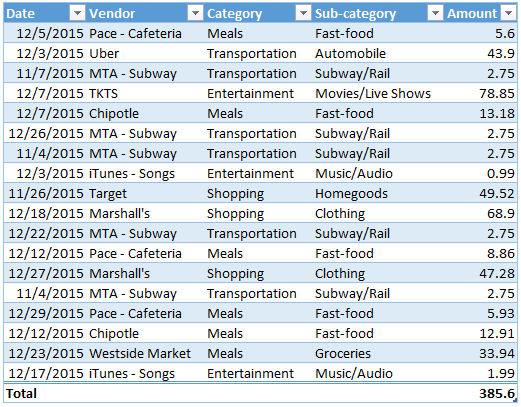 Date Vendor Category Sub-category Amount
12/5/2015 Pace - Cafeteria Meals Fast-food 5.6
12/3/2015 Uber Transportation Automobile 43.9
11/7/2015 MTA - Subway Transportation Subway/Rail 2.75
12/7/2015 TKTS Entertainment Movies/Live Shows 78.85
12/7/2015 Chipotle Meals Fast-food 13.18
12/26/2015 MTA - Subway Transportation Subway/Rail 2.75
11/4/2015 MTA - Subway Transportation Subway/Rail 2.75
12/3/2015 iTunes - Songs Entertainment Music/Audio 0.99
11/26/2015 Target Shopping Homegoods 49.52
12/18/2015 Marshall's Shopping Clothing 68.9
12/22/2015 MTA - Subway Transportation Subway/Rail 2.75
12/12/2015 Pace - Cafeteria Meals Fast-food 8.86
12/27/2015 Marshall's Shopping Clothing 47.28
11/4/2015 MTA - Subway Transportation Subway/Rail 2.75
12/29/2015 Pace - Cafeteria Meals Fast-food 5.93
12/12/2015 Chipotle Meals Fast-food 12.91
12/23/2015 Westside Market Meals Groceries 33.94
12/17/2015 iTunes - Songs Entertainment Music/Audio 1.99
Total 385.6